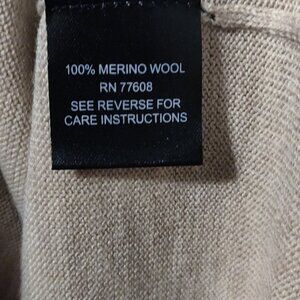 100% MERINO WOOL
RN 77608
SEE REVERSE FOR
CARE INSTRUCTIONS